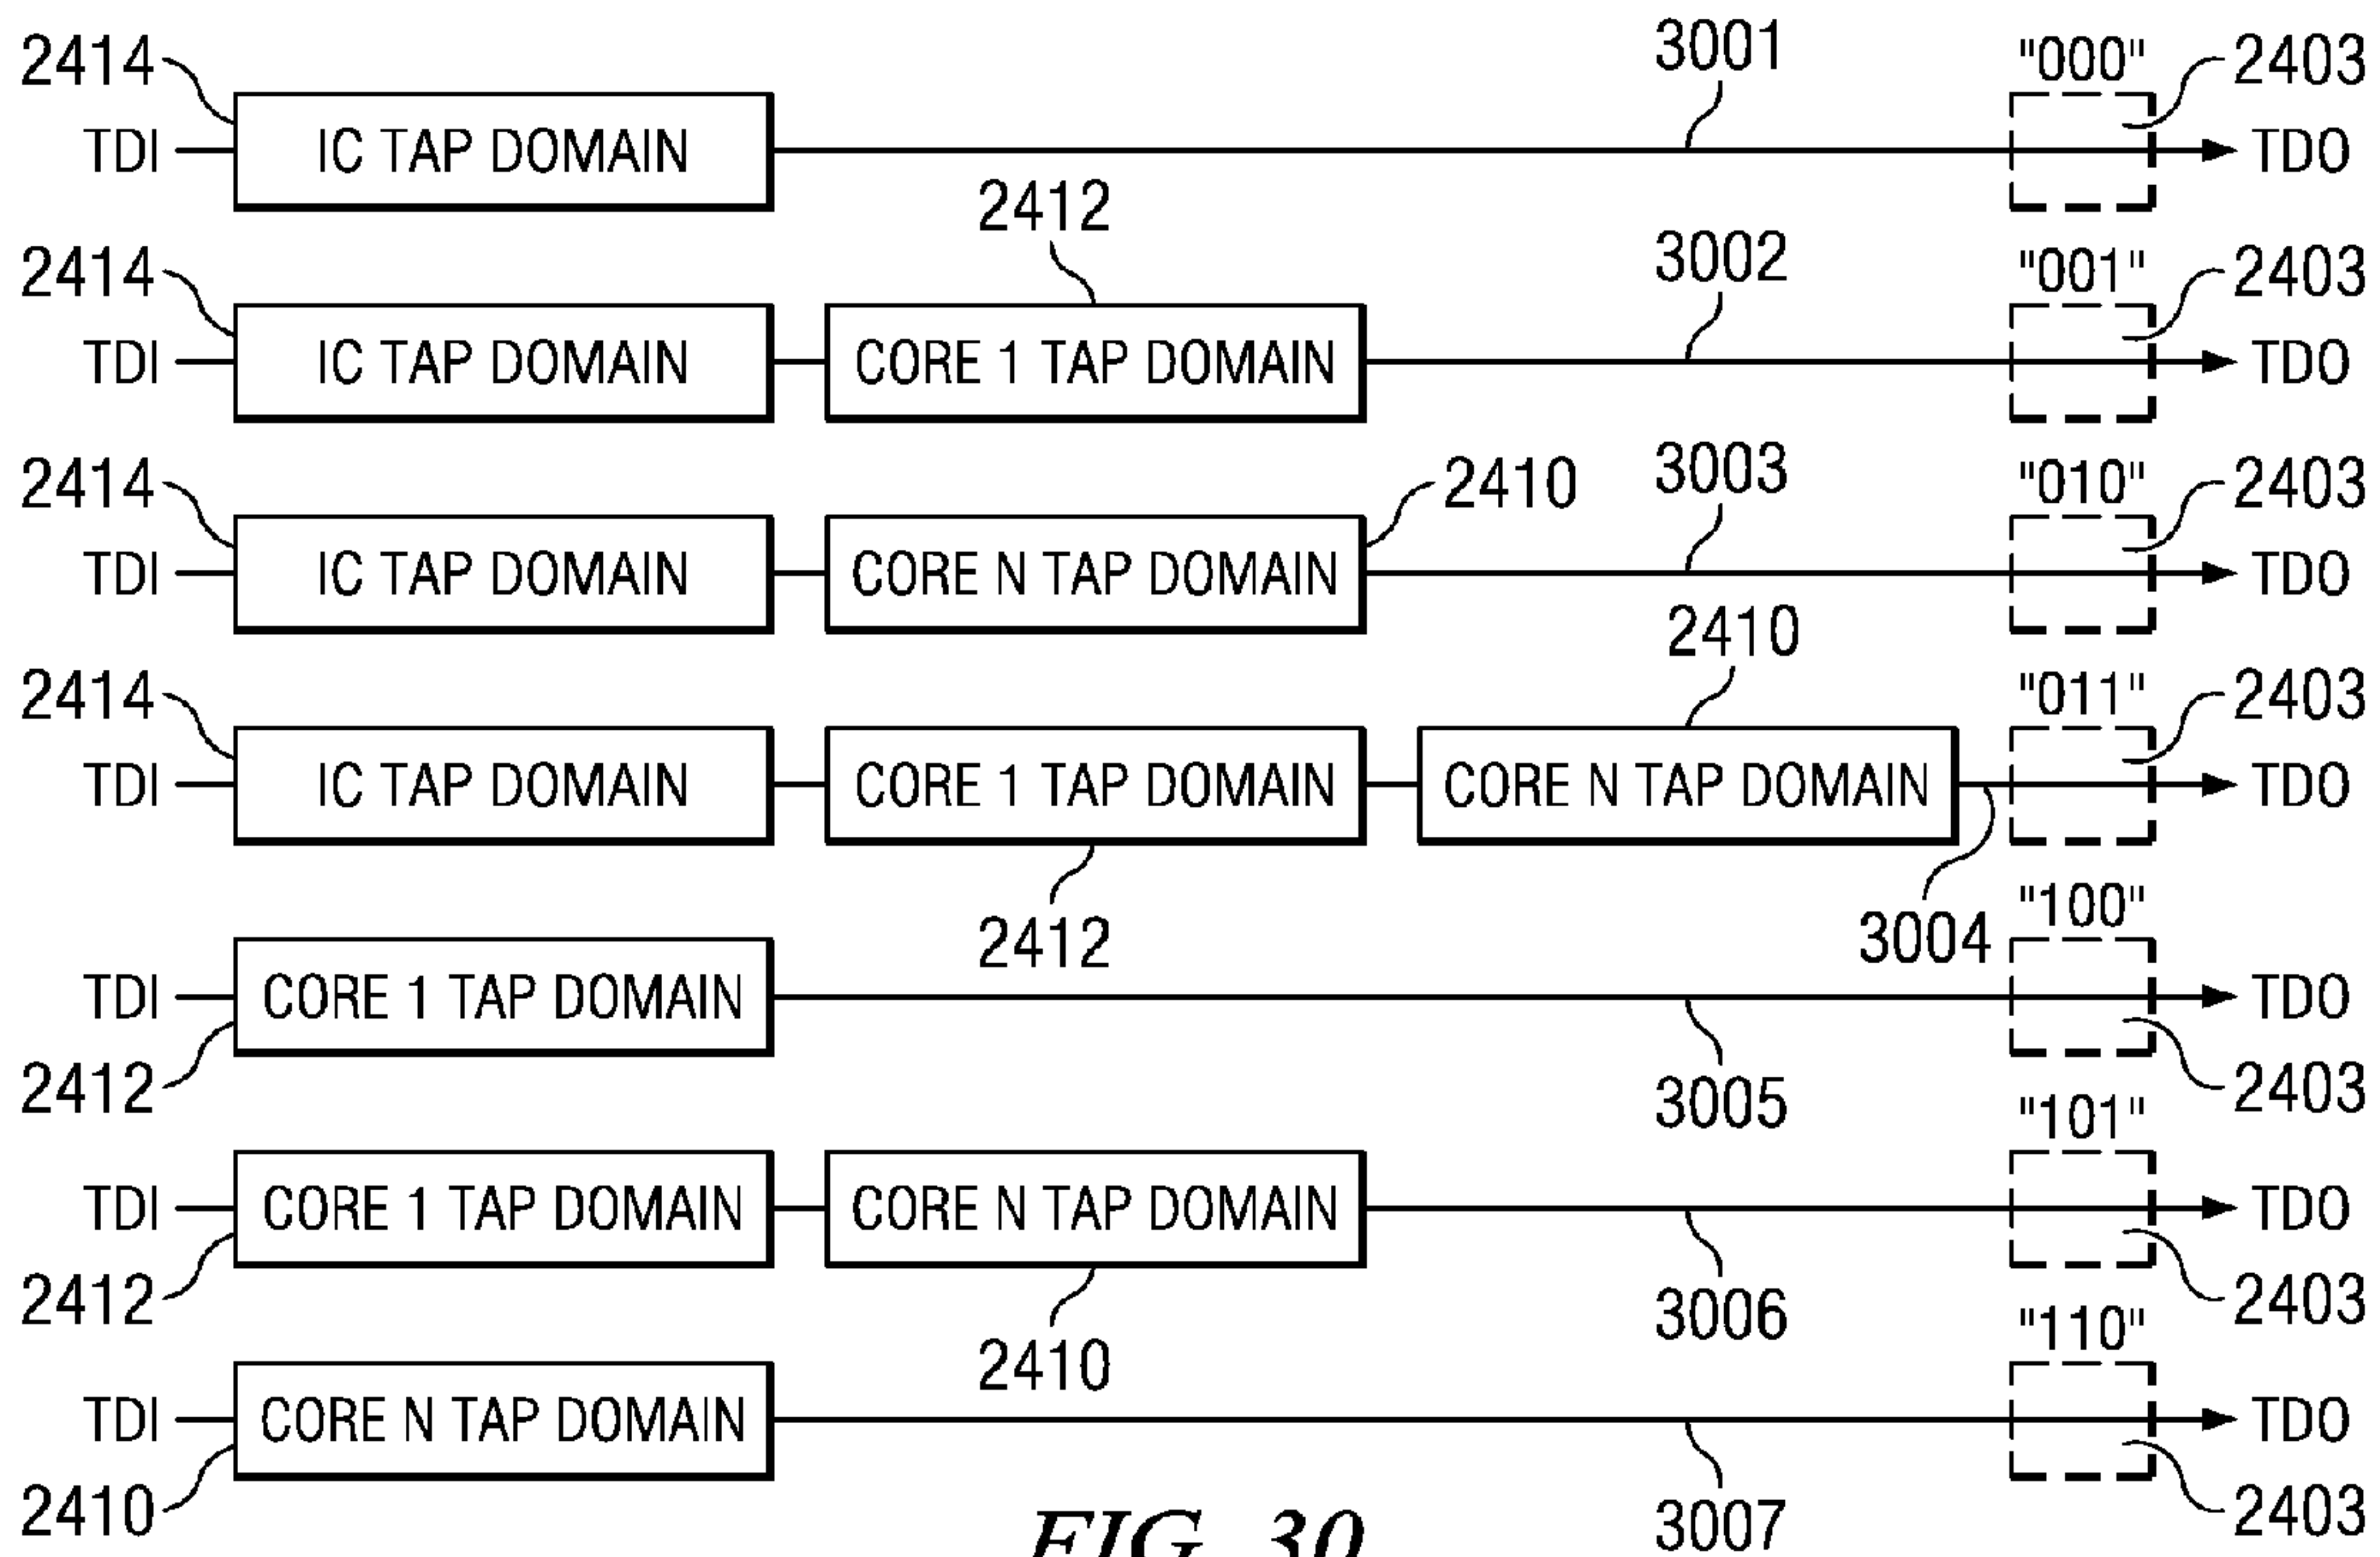 2414
3001
"000"
2403
TDI
IC TAP DOMAIN
TDO
2412
2414
3002
"001"
2403
TDI
IC TAP DOMAIN
CORE 1 TAP DOMAIN
TDO
2414
2410
3003
"010"
2403
TDI
IC TAP DOMAIN
CORE N TAP DOMAIN
TDO
2410
2414
"011"
2403
TDI
IC TAP DOMAIN
CORE 1 TAP DOMAIN
CORE N TAP DOMAIN
TDO
2412
3004
"100"
TDI
CORE 1 TAP DOMAIN
TDO
2412
3005
2403
"101"
TDI
CORE 1 TAP DOMAIN
CORE N TAP DOMAIN
TDO
2412
3006
2403
2410
"110"
TDI
CORE N TAP DOMAIN
TDO
2410
3007
2403
FIG. 30